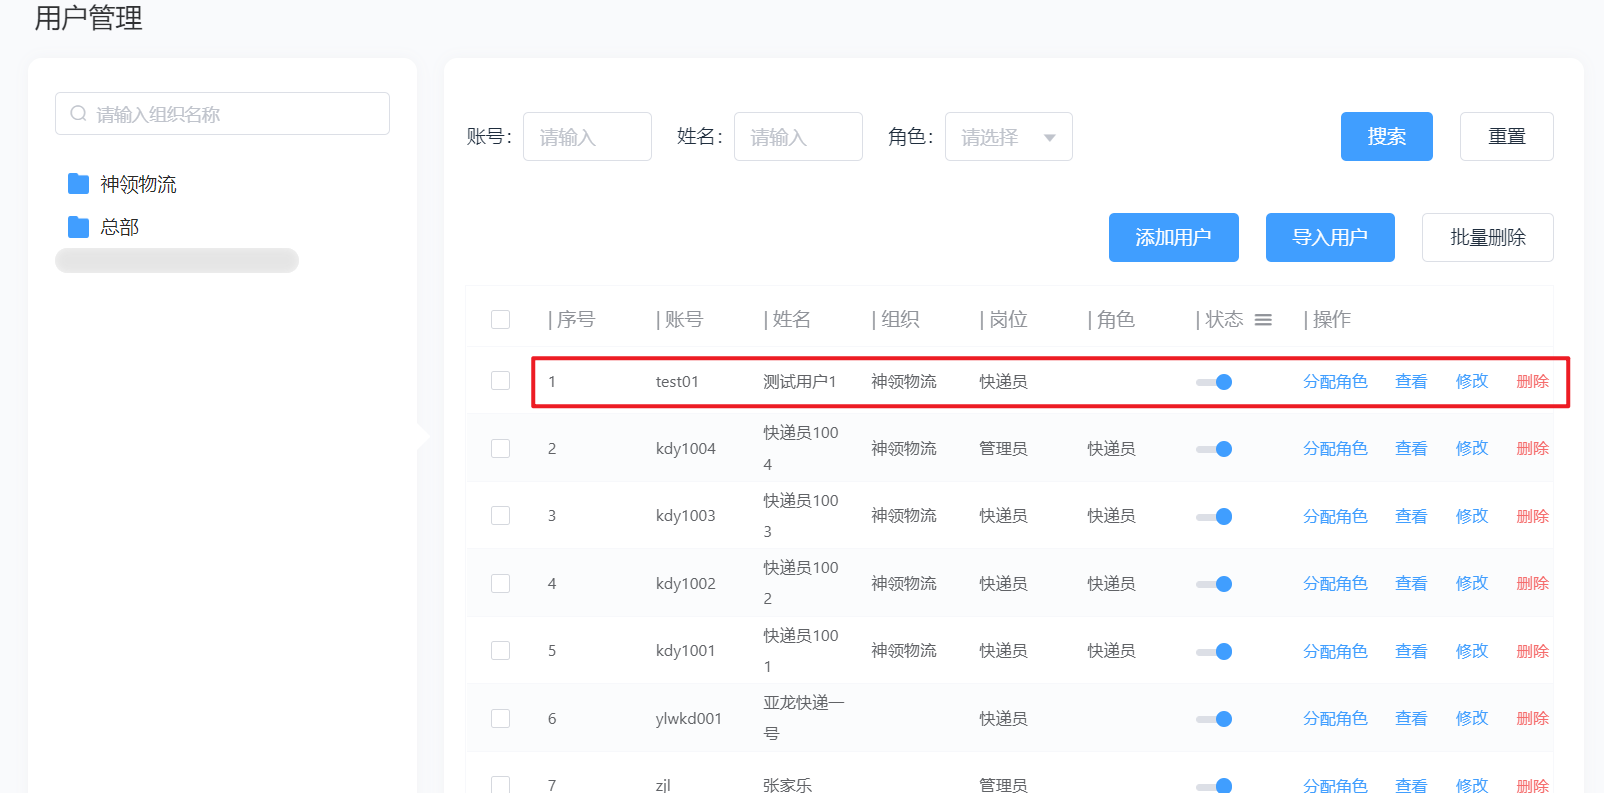 用户管理
请输入组织名称
神领物流
总部
账号: 请输入 姓名: 请输入 角色: 请选择 搜索 重置
添加用户 导入用户 批量删除
| 序号 | 账号 | 姓名 | 组织 | 岗位 | 角色 | 状态 | 操作
1 test01 测试用户1 神领物流 快递员 分配角色 查看 修改 删除
2 kdy1004 快递员100
4 神领物流 管理员 快递员 分配角色 查看 修改 删除
3 kdy1003 快递员100
3 神领物流 快递员 快递员 分配角色 查看 修改 删除
4 kdy1002 快递员100
2 神领物流 快递员 快递员 分配角色 查看 修改 删除
5 kdy1001 快递员100
1 神领物流 快递员 快递员 分配角色 查看 修改 删除
6 ylwkd001 亚龙快递一
号 快递员 分配角色 查看 修改 删除
7 zjl 张家乐 管理员 分配角色 查看 修改 删除